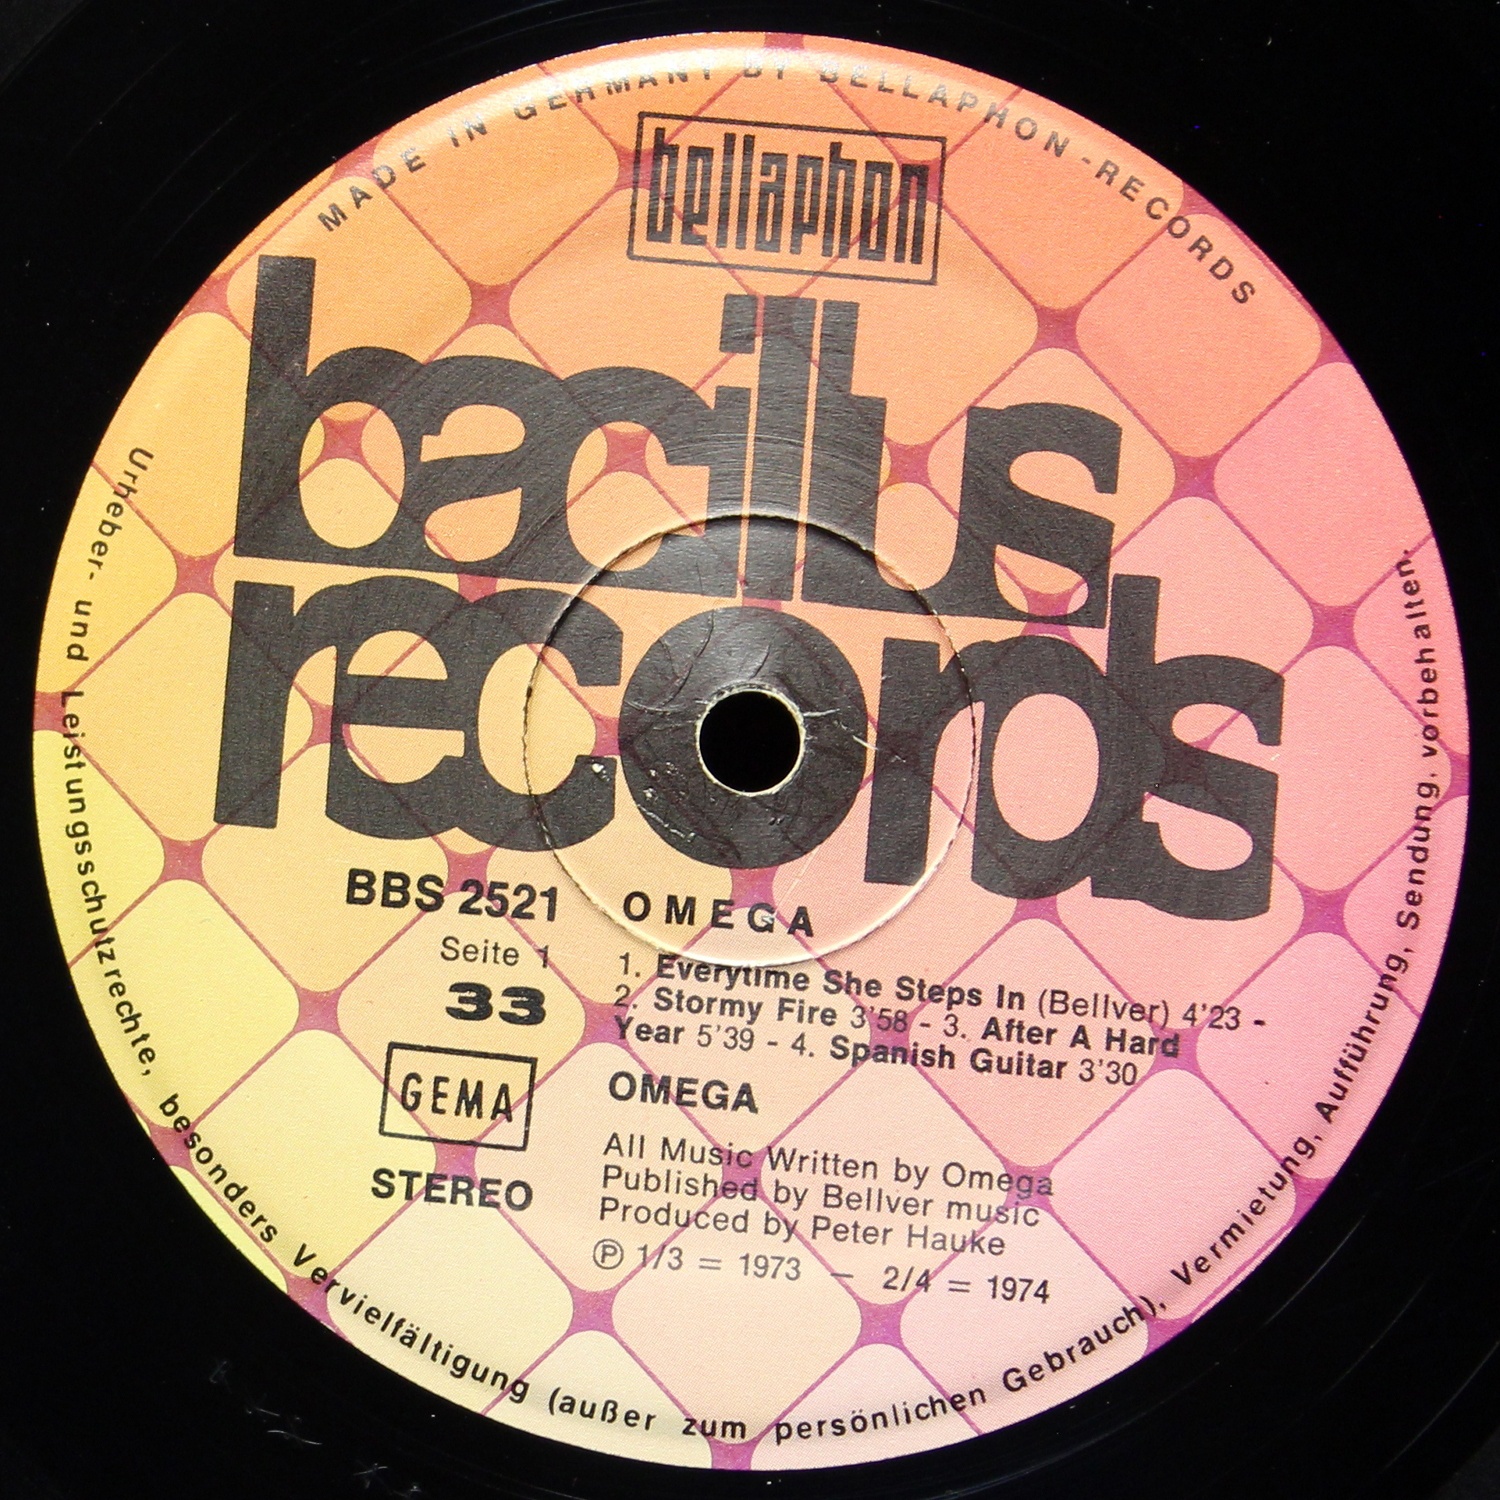 MADE IN GERMANY BY BELLAPHON-RECORDS
bellaphon
bacillus
records
BBS 2521
Seite 1
33
GEMA
STEREO
OMEGA
1. Everytime She Steps In (Bellver) 4'23 -
2. Stormy Fire 3'58 - 3. After A Hard
Year 5'39 - 4. Spanish Guitar 3'30
OMEGA
All Music Written by Omega
Published by Bellver music
Produced by Peter Hauke
Ⓟ 1/3 = 1973 — 2/4 = 1974
Urheber- und Leistungsschutzrechte, besonders Vervielfältigung (außer zum persönlichen Gebrauch), Vermietung, Aufführung, Sendung, vorbehalten.